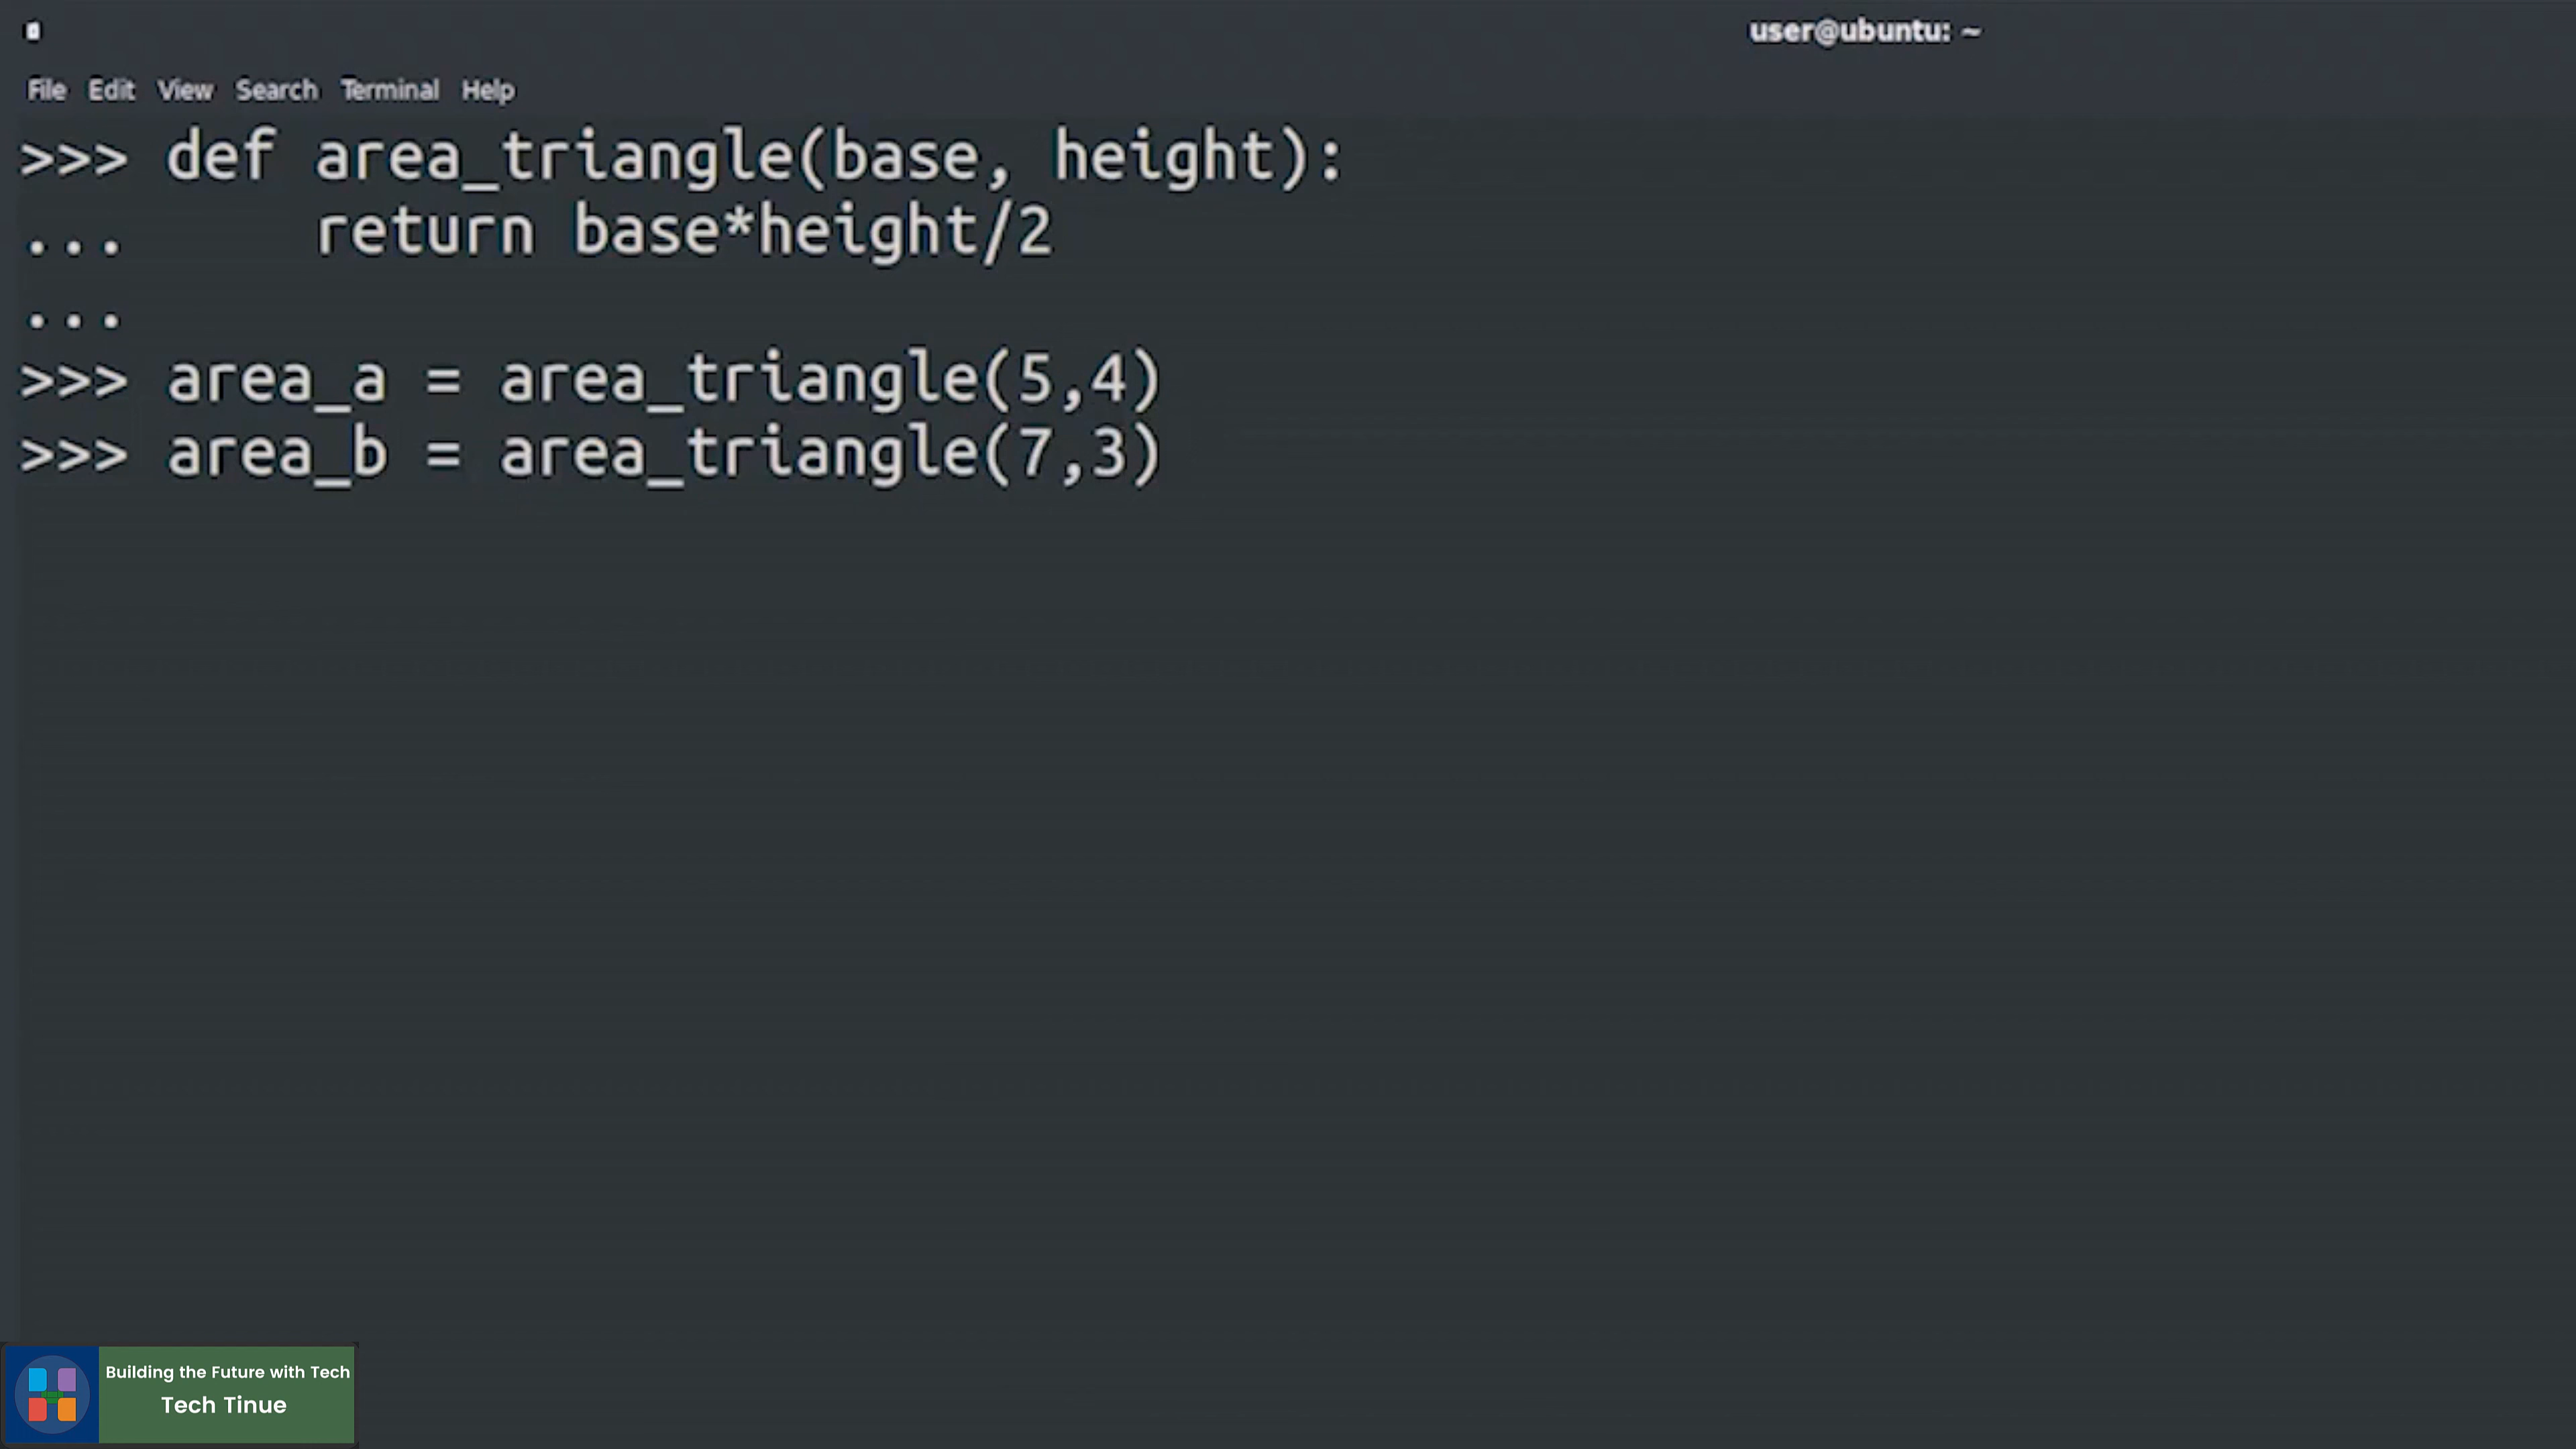 user@ubuntu: ~
File Edit View Search Terminal Help
>>> def area_triangle(base, height):
...     return base*height/2
...
>>> area_a = area_triangle(5,4)
>>> area_b = area_triangle(7,3)
Building the Future with Tech
Tech Tinue